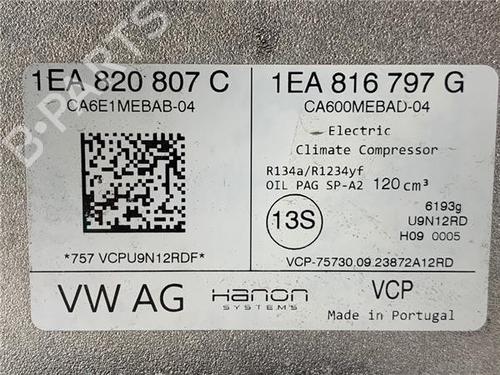 1EA 820 807 C
CA6E1MEBAB-04
*757 VCPU9N12RDF*
1EA 816 797 G
CA600MEBAD-04
Electric
Climate Compressor
R134a/R1234yf
OIL PAG SP-A2 120 cm³
13S
6193g
U9N12RD
H09 0005
VCP-75730.09.23872A12RD
VW AG
Hanon
SYSTEMS
VCP
Made in Portugal
B-PARTS